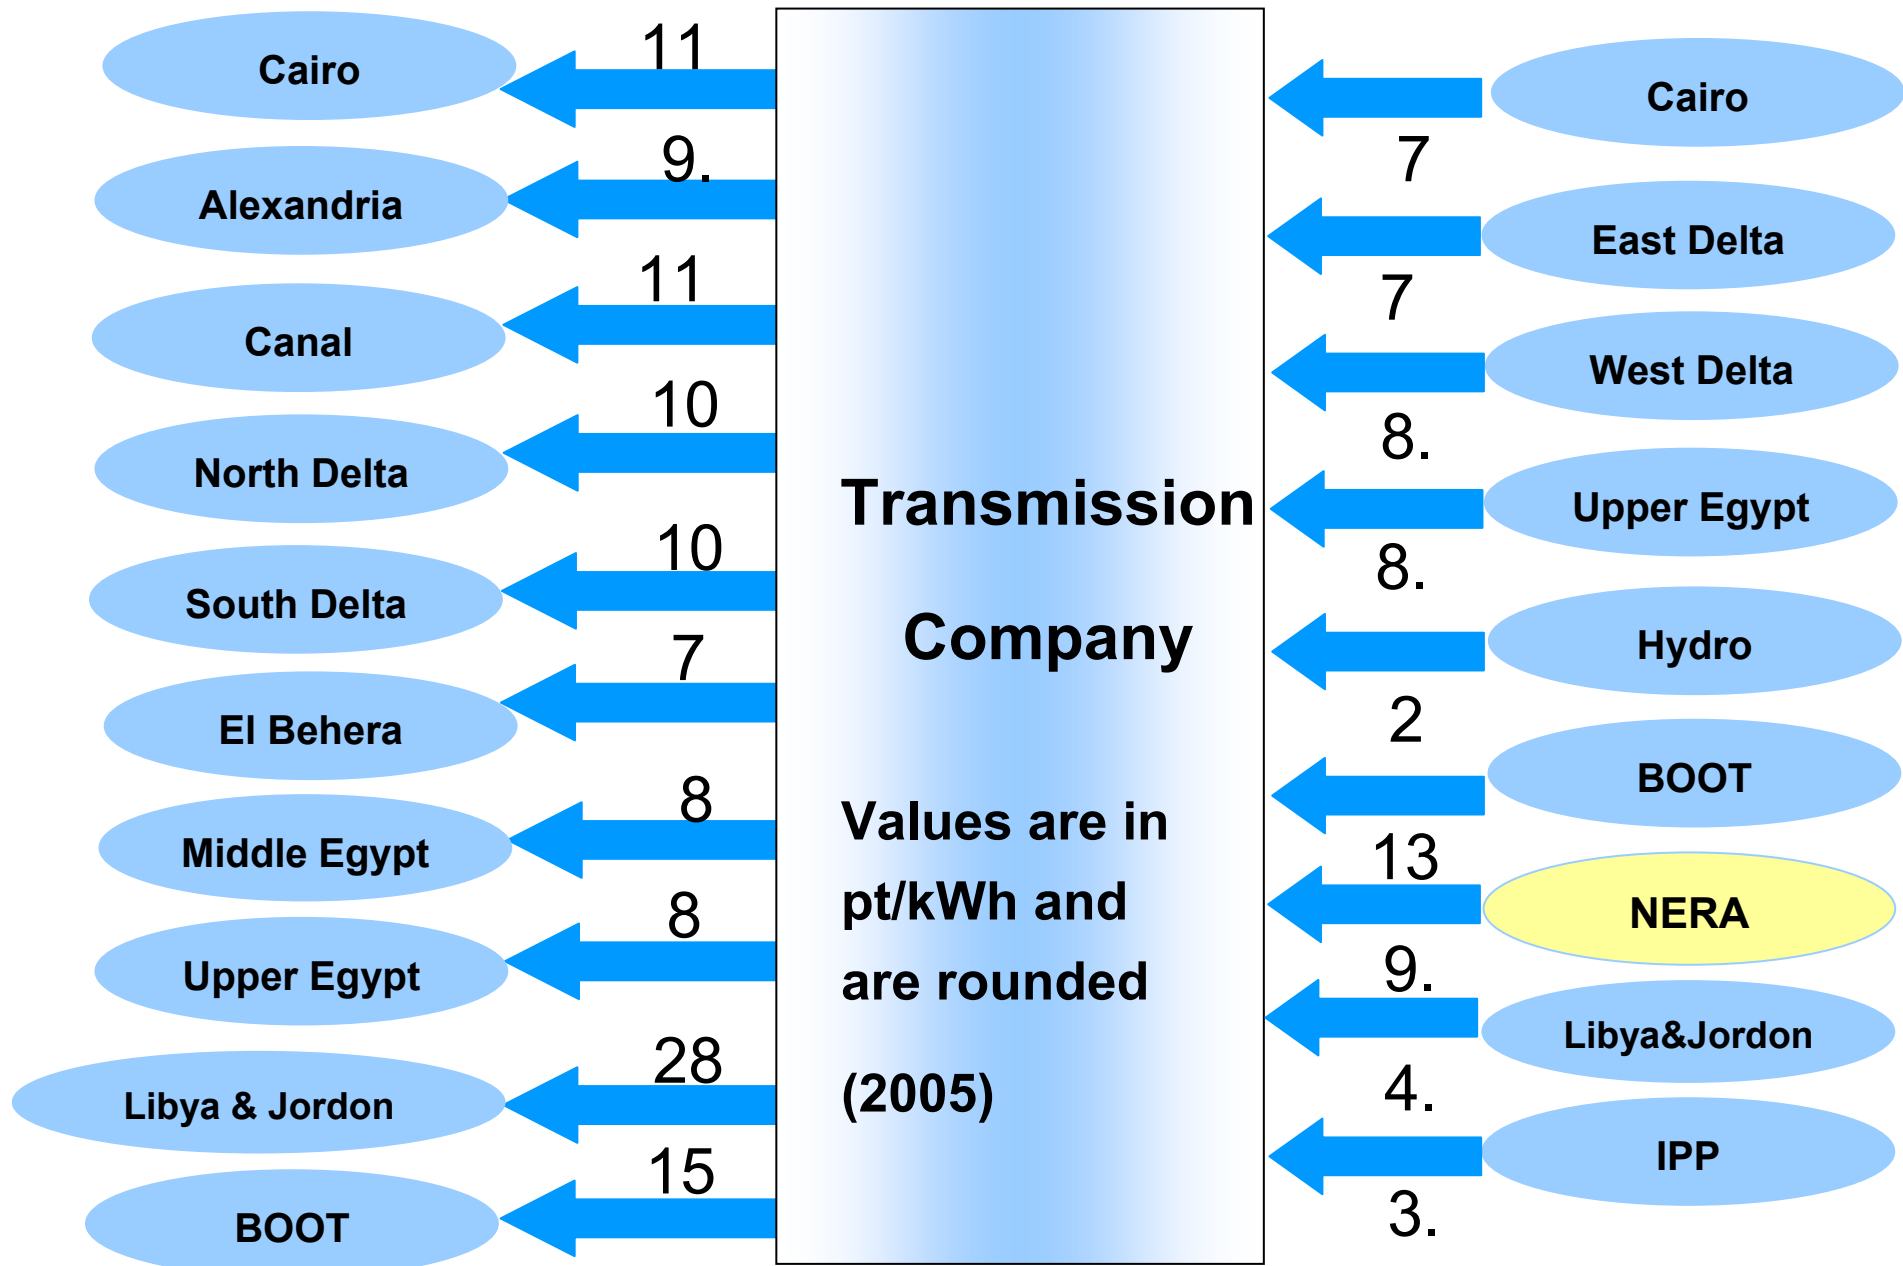 11
Cairo
9.
Alexandria
11
Canal
10
North Delta
10
South Delta
7
El Behera
8
Middle Egypt
8
Upper Egypt
28
Libya & Jordon
15
BOOT
Transmission
Company
Values are in
pt/kWh and
are rounded
(2005)
Cairo
7
East Delta
7
West Delta
8.
Upper Egypt
8.
Hydro
2
BOOT
13
NERA
9.
Libya&Jordon
4.
IPP
3.